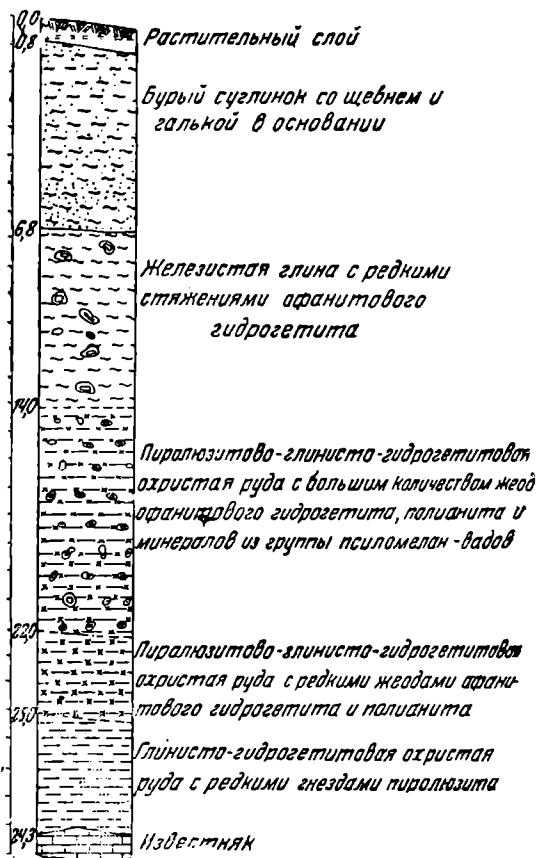 0,0
Растительный слой
0,8
Бурый суглинок со щебнем и
галькой в основании
6,8
Железистая глина с редкими
стяжениями афанитового
гидрогетита
14,0
Пиролюзитово-глинисто-гидрогетитовая
охристая руда с большим количеством жеод
афанитового гидрогетита, полианита и
минералов из группы псиломелан-вадов
22,0
Пиролюзитово-глинисто-гидрогетитовая
охристая руда с редкими жеодами афани-
тового гидрогетита и полианита
25,0
Глинисто-гидрогетитовая охристая
руда с редкими гнездами пиролюзита
Известняк